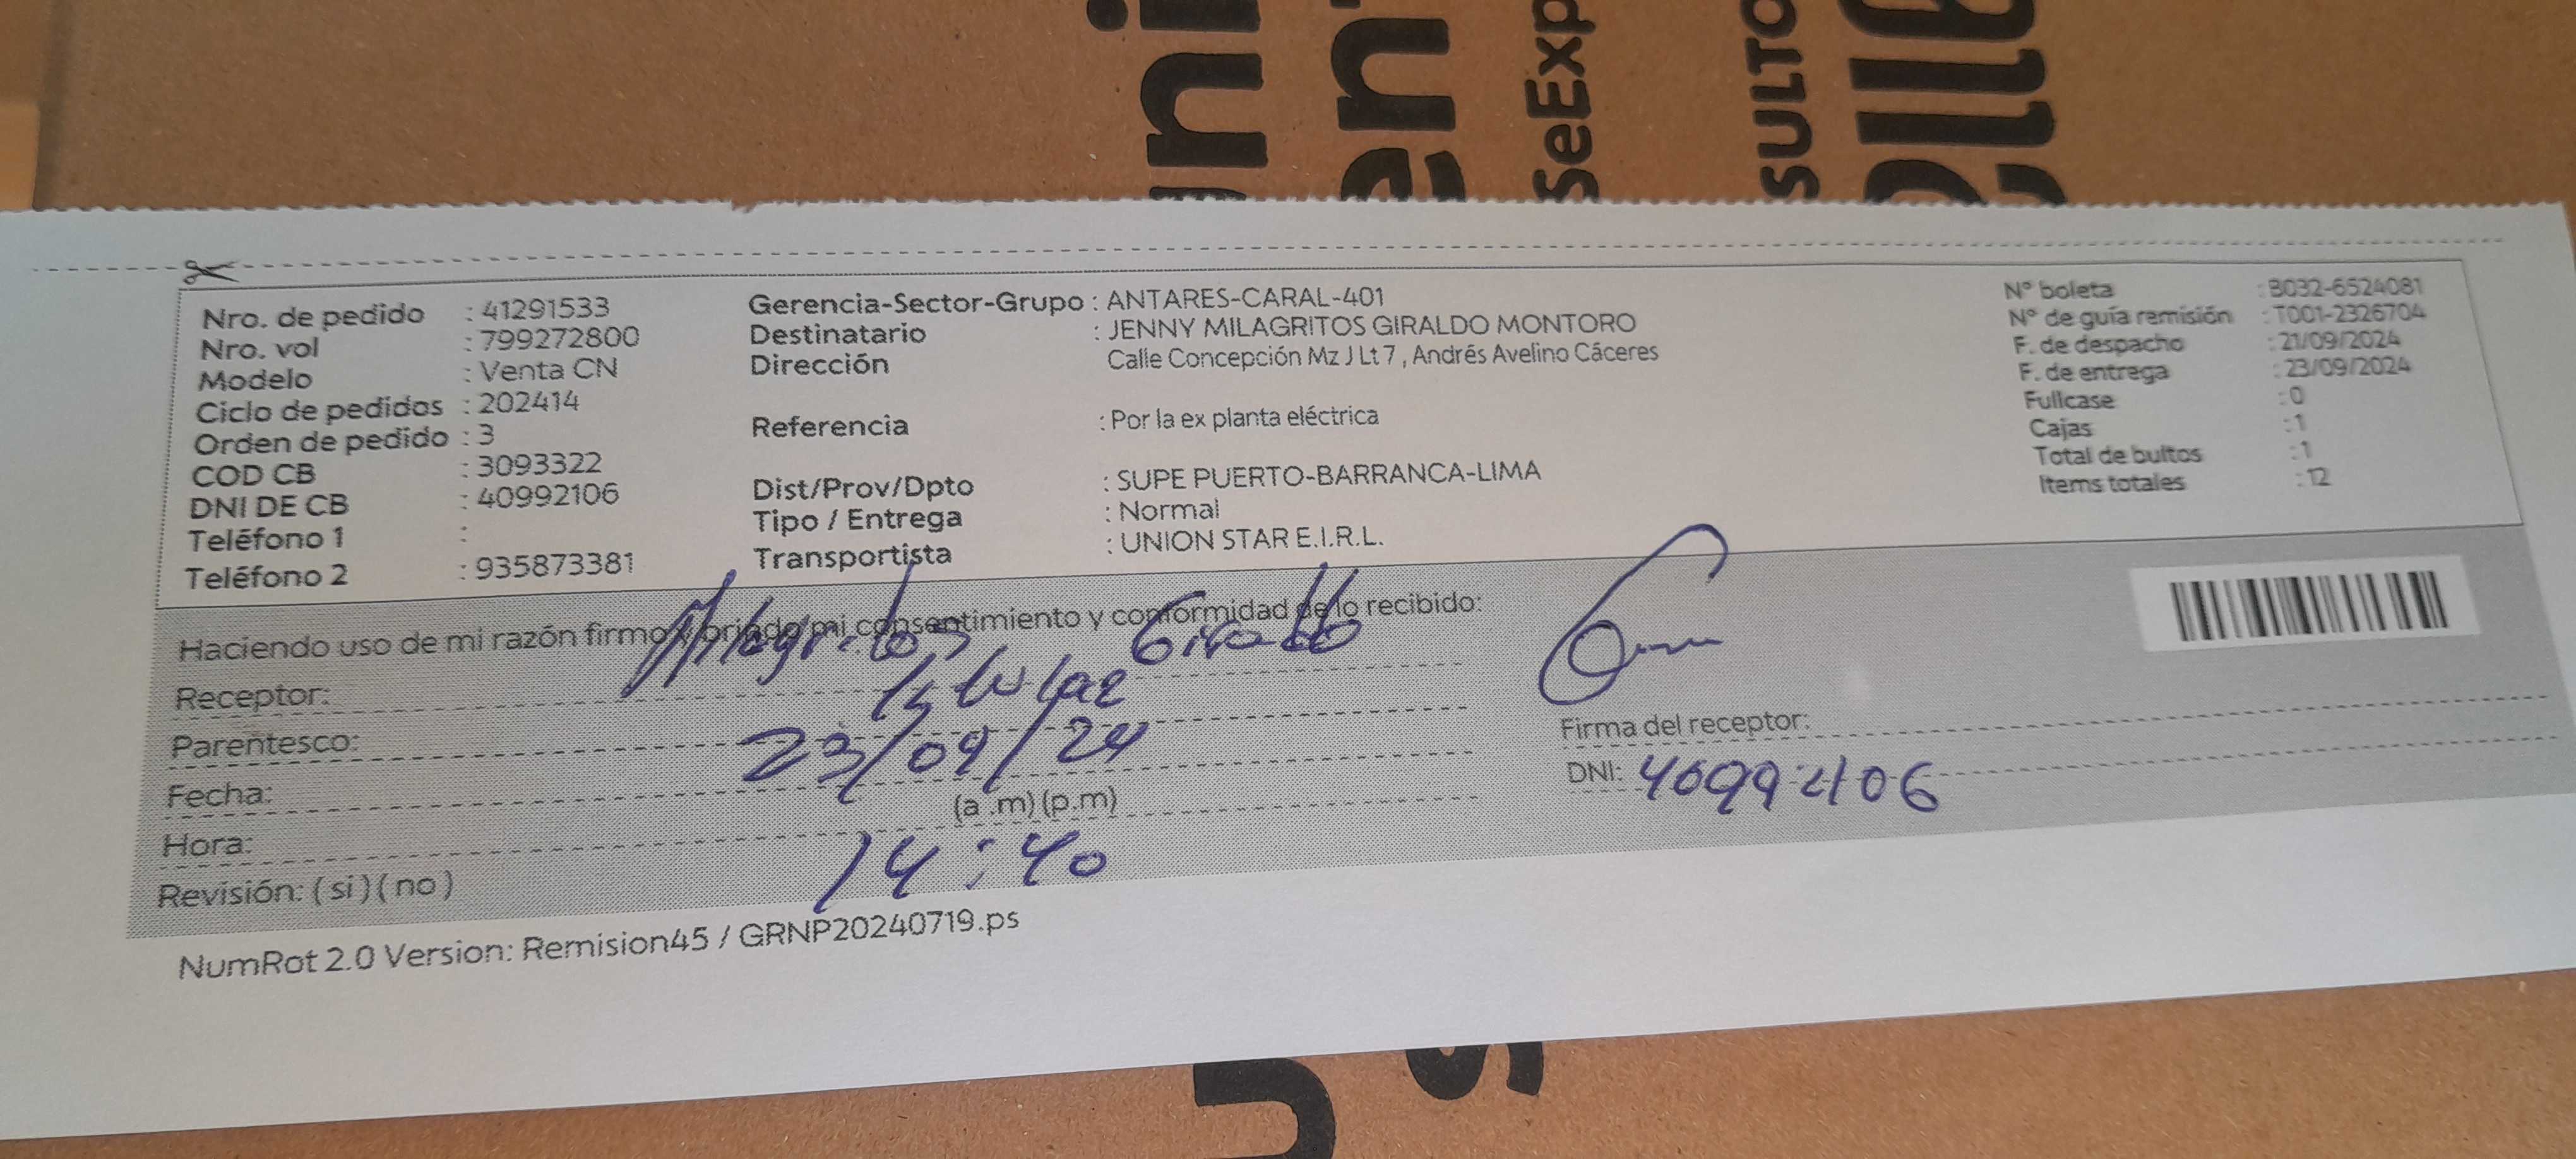 uni
en
SeExp
SULTO
Nro. de pedido : 41291533
Nro. vol : 799272800
Modelo : Venta CN
Ciclo de pedidos : 202414
Orden de pedido : 3
COD CB : 3093322
DNI DE CB : 40992106
Teléfono 1 :
Teléfono 2 : 935873381
Gerencia-Sector-Grupo : ANTARES-CARAL-401
Destinatario : JENNY MILAGRITOS GIRALDO MONTORO
Dirección Calle Concepción Mz J Lt 7 , Andrés Avelino Cáceres
Referencia : Por la ex planta eléctrica
Dist/Prov/Dpto : SUPE PUERTO-BARRANCA-LIMA
Tipo / Entrega : Normal
Transportista : UNION STAR E.I.R.L.
N° boleta : B032-6524081
N° de guía remisión : T001-2326704
F. de despacho : 21/09/2024
F. de entrega : 23/09/2024
Fullcase : 0
Cajas : 1
Total de bultos : 1
Items totales : 12
Haciendo uso de mi razón firmo y brindo mi consentimiento y conformidad de lo recibido:
Receptor: Milagritos Giraldo
Parentesco: Titular
Fecha: 23/09/24
Hora: (a .m) (p.m)
14:40
Revisión: ( si ) ( no )
Firma del receptor:
DNI: 40992106
NumRot 2.0 Version: Remision45 / GRNP20240719.ps